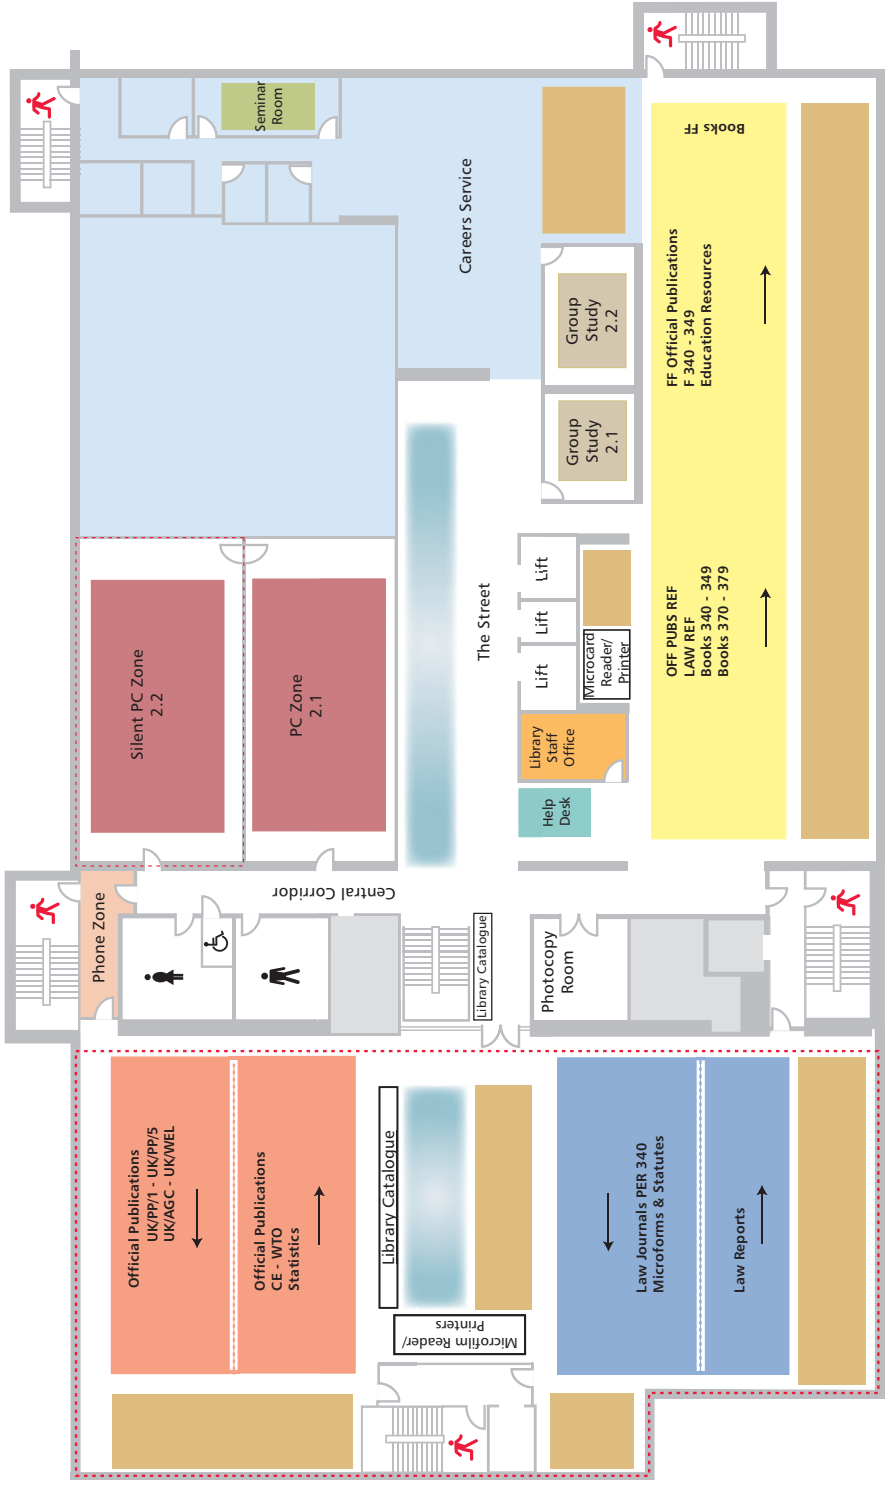 Seminar
Room
Books FF
Careers Service
FF Official Publications
F 340 - 349
Education Resources
Group
Study
2.2
Group
Study
2.1
The Street
Lift
Lift
Lift
Microcard
Reader/
Printer
OFF PUBS REF
LAW REF
Books 340 - 349
Books 370 - 379
Silent PC Zone
2.2
PC Zone
2.1
Library
Staff
Office
Help
Desk
Central Corridor
Phone Zone
Library Catalogue
Photocopy
Room
Official Publications
UK/PP/1 - UK/PP/5
UK/AGC - UK/WEL
Official Publications
CE - WTO
Statistics
Library Catalogue
Microfilm Reader/
Printers
Law Journals PER 340
Microforms & Statutes
Law Reports